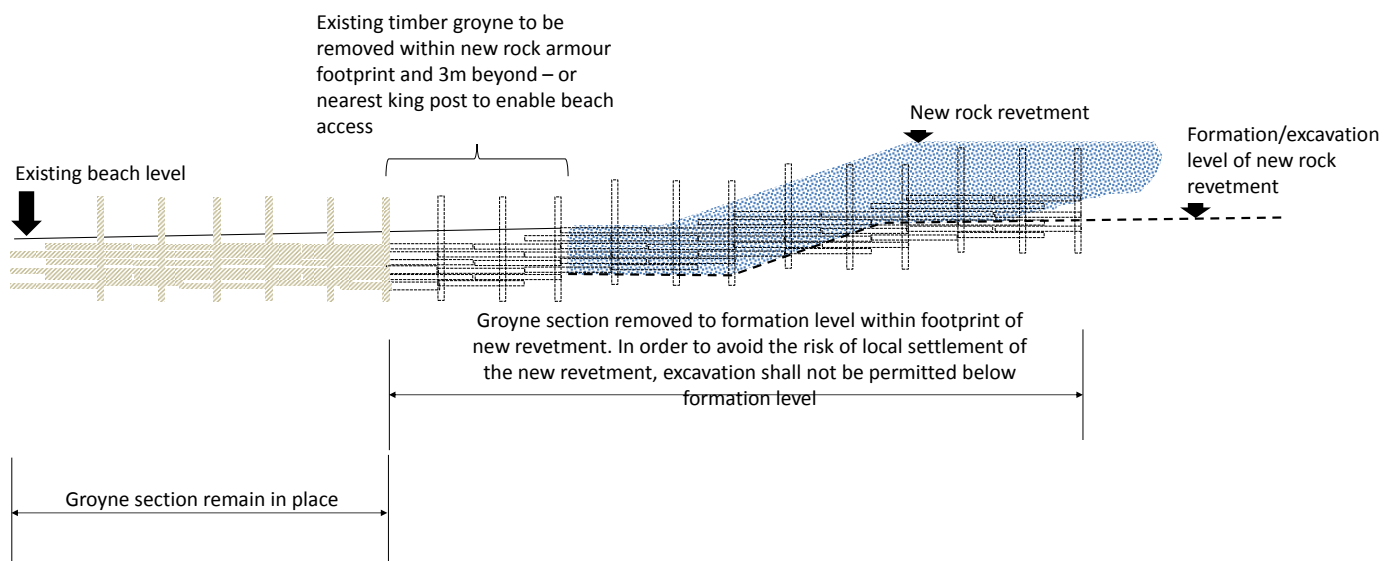 Existing timber groyne to be
removed within new rock armour
footprint and 3m beyond – or
nearest king post to enable beach
access
New rock revetment
Formation/excavation
level of new rock
revetment
Existing beach level
Groyne section removed to formation level within footprint of
new revetment. In order to avoid the risk of local settlement of
the new revetment, excavation shall not be permitted below
formation level
Groyne section remain in place